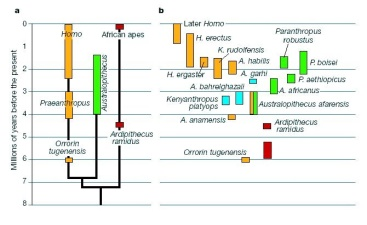 a
b
0
1
2
3
4
5
6
7
8
Millions of years before the present
Homo
African apes
Australopithecus
Praeanthropus
Ardipithecus
ramidus
Orrorin
tugenensis
Later Homo
H. erectus
K. rudolfensis
Paranthropus
robustus
P. boisei
H. ergaster
A. habilis
A. garhi
P. aethiopicus
A. bahrelghazali
A. africanus
Kenyanthropus
platyops
Australopithecus afarensis
A. anamensis
Ardipithecus
ramidus
Orrorin tugenensis